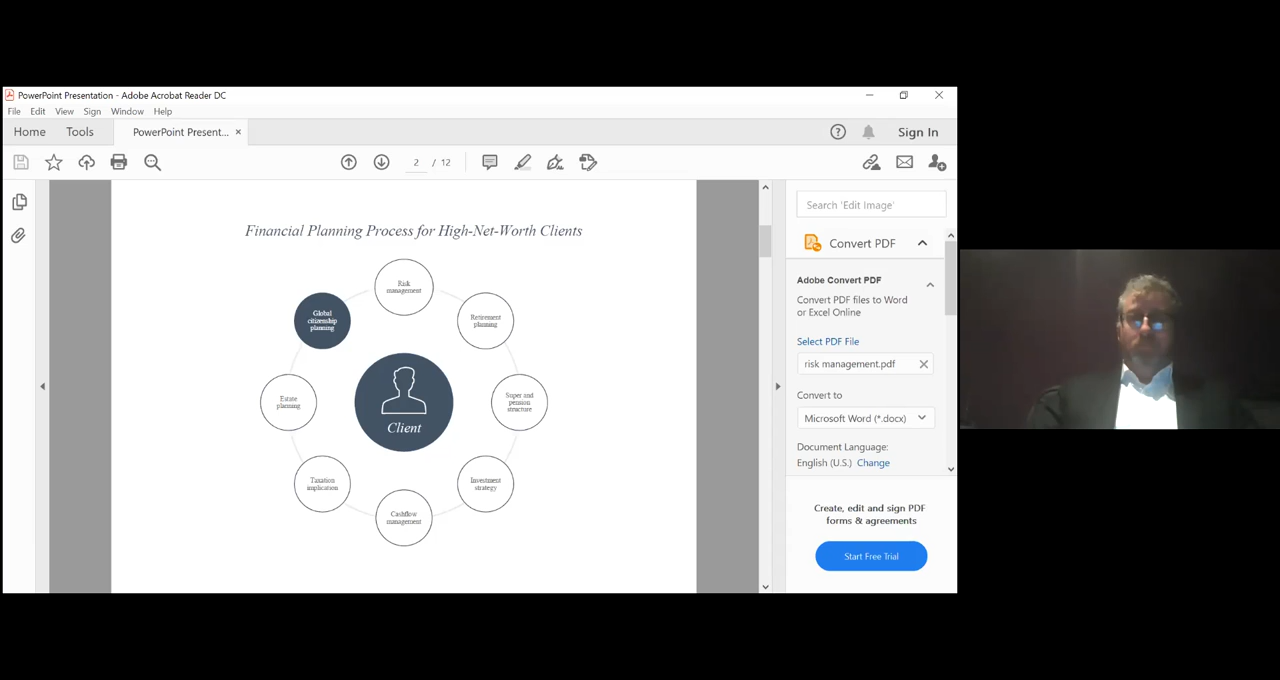 PowerPoint Presentation - Adobe Acrobat Reader DC
File Edit View Sign Window Help
Home Tools PowerPoint Present... × Sign In
2 / 12
Financial Planning Process for High-Net-Worth Clients
Risk
management
Global
citizenship
planning
Retirement
planning
Estate
planning
Client
Super and
pension
structure
Taxation
implication
Investment
strategy
Cashflow
management
Search 'Edit Image'
Convert PDF
Adobe Convert PDF
Convert PDF files to Word
or Excel Online
Select PDF File
risk management.pdf
Convert to
Microsoft Word (*.docx)
Document Language:
English (U.S.) Change
Create, edit and sign PDF
forms & agreements
Start Free Trial